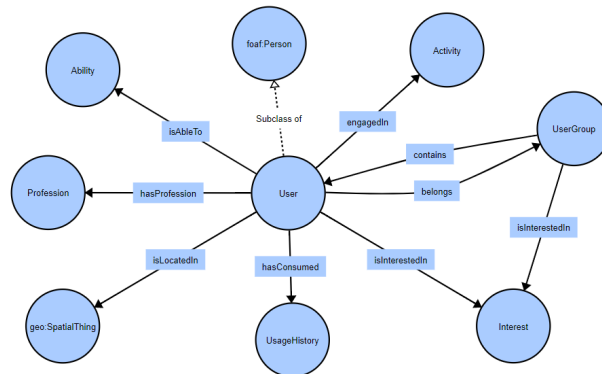 foaf:Person
Activity
Ability
Subclass of
engagedIn
isAbleTo
UserGroup
contains
Profession
hasProfession
User
belongs
isInterestedIn
isLocatedIn
hasConsumed
isInterestedIn
geo:SpatialThing
UsageHistory
Interest